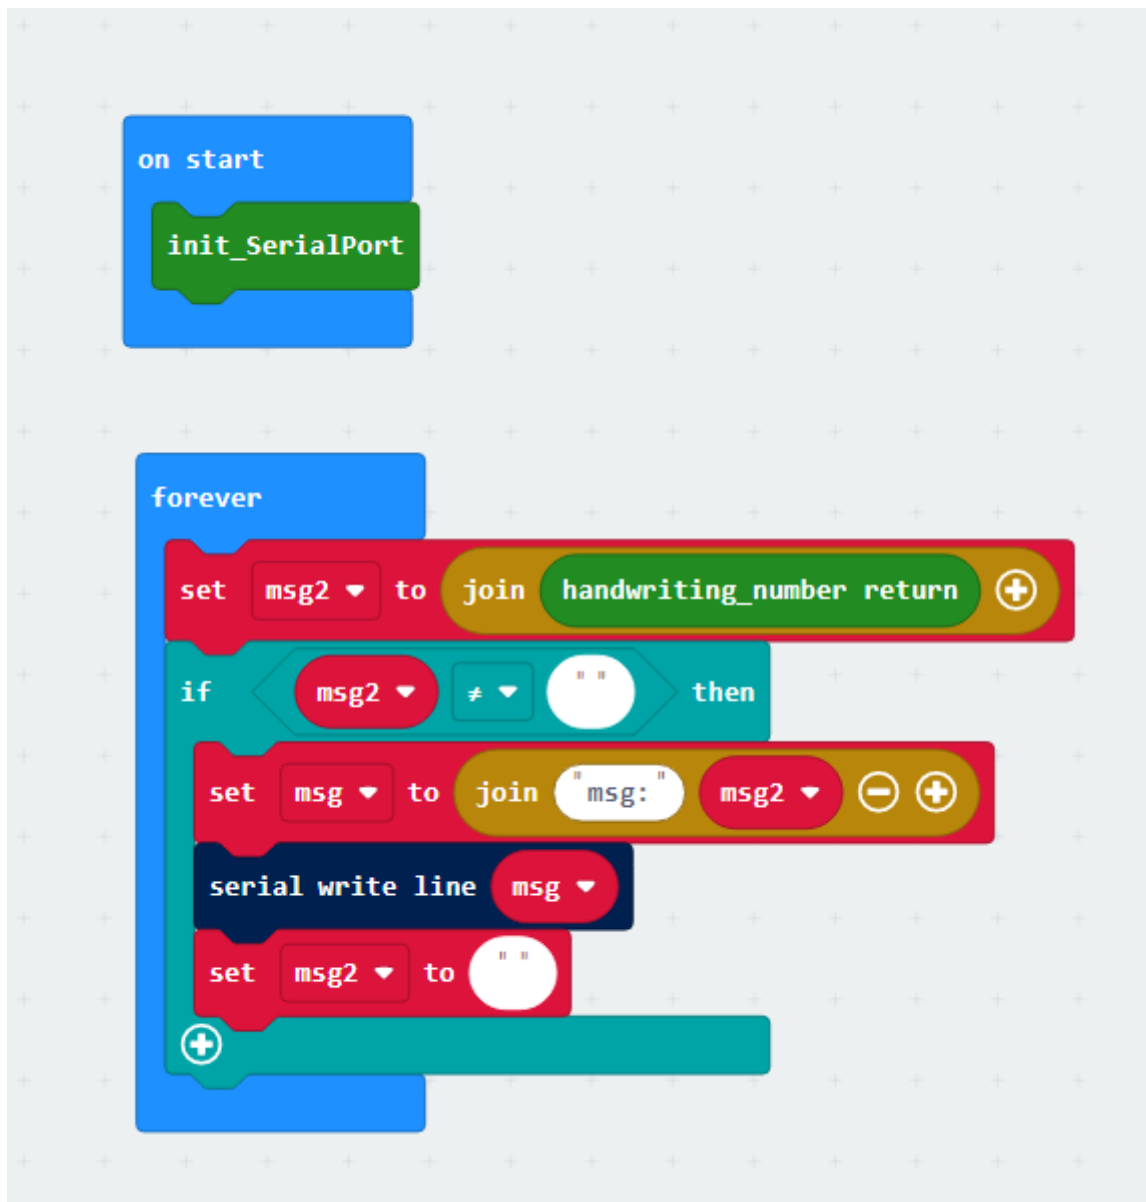 on start
init_SerialPort
forever
set msg2 to join handwriting_number return
if msg2 ≠ " " then
set msg to join "msg:" msg2
serial write line msg
set msg2 to " "